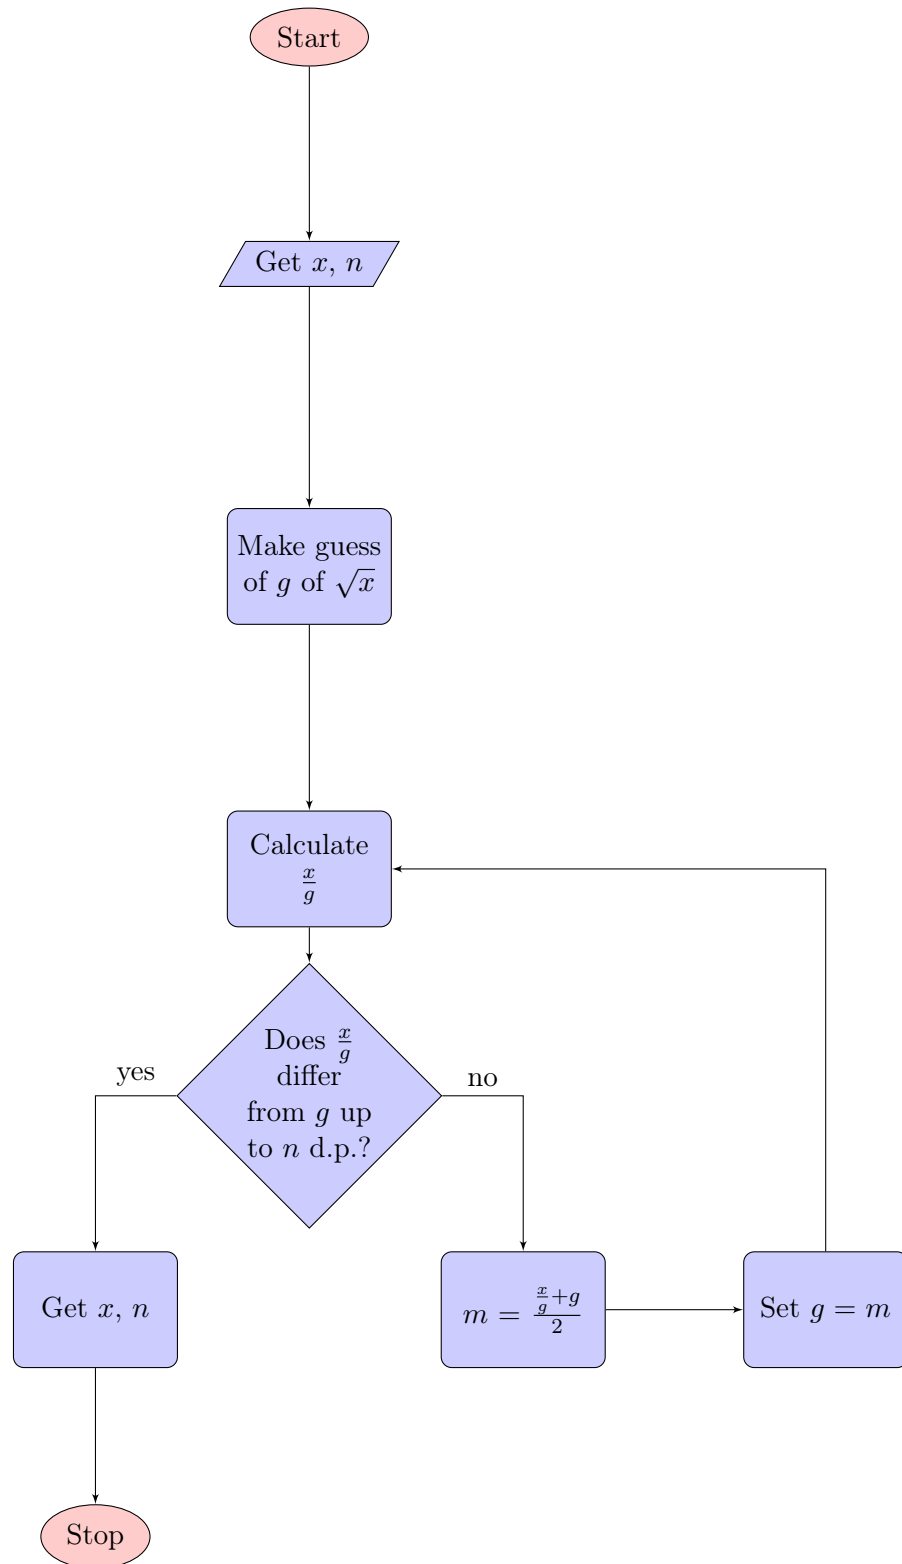 Start
Get x, n
Make guess
of g of √x
Calculate
x/g
Does x/g
differ
from g up
to n d.p.?
yes
no
Get x, n
m = (x/g + g)/2
Set g = m
Stop